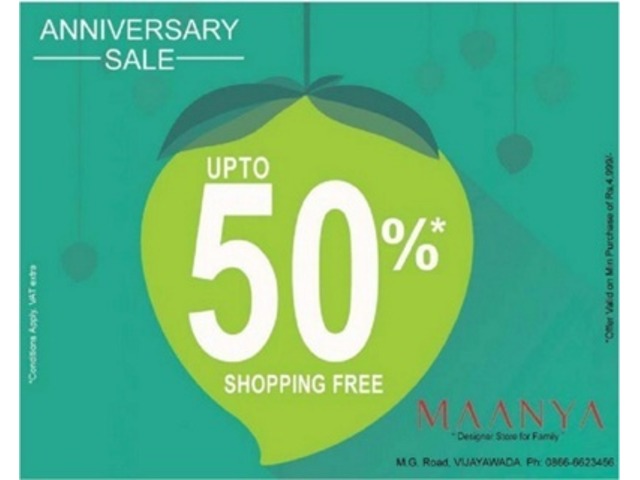 ANNIVERSARY
SALE
UPTO
50%*
SHOPPING FREE
*Conditions Apply. VAT extra
*Offer Valid on Min Purchase of Rs.4,999/-
MAANYA
"Designer Store for Family"
M.G. Road, VIJAYAWADA Ph: 0866-6623456